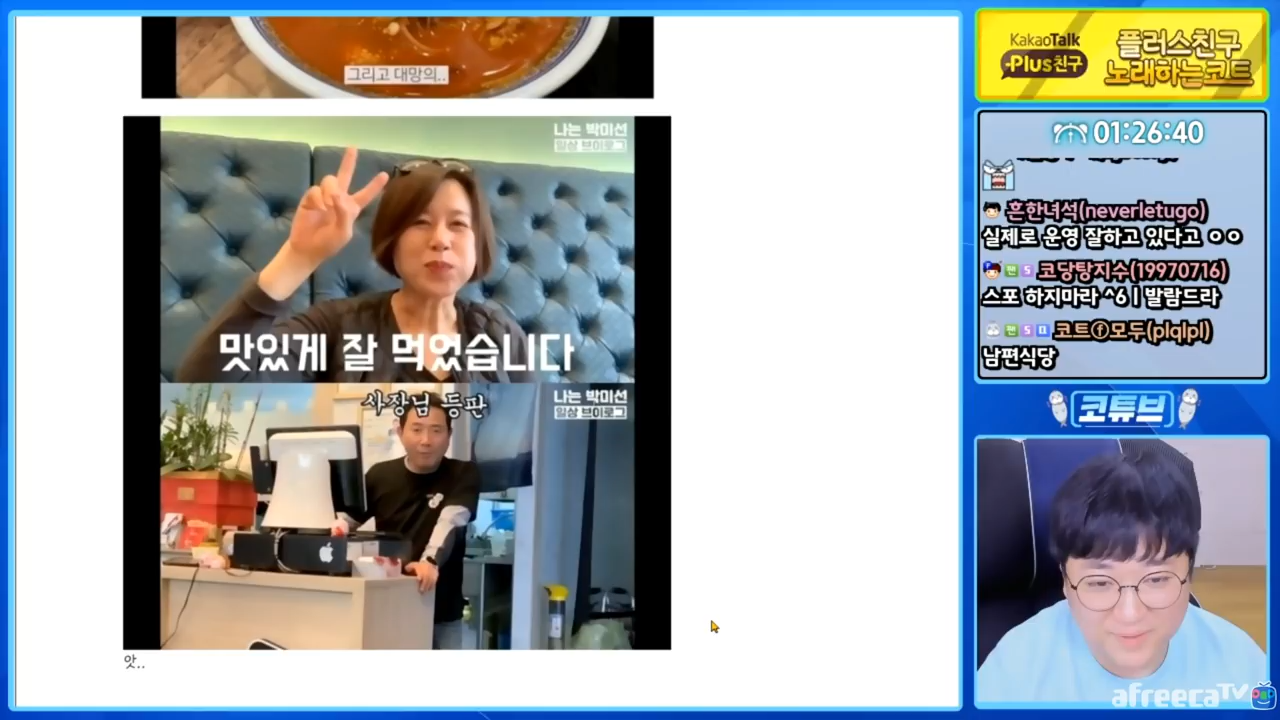 그리고 대망의..
나는 박미선
일상 브이로그
맛있게 잘 먹었습니다
사장님 등판
나는 박미선
일상 브이로그
앗..
KakaoTalk
Plus친구
플러스친구
노래하는코트
01:26:40
흔한녀석(neverletugo)
실제로 운영 잘하고 있다고 ㅇㅇ
팬 S 코당탕지수(19970716)
스포 하지마라 ^6ㅣ발람드라
팬 S 코트ⓕ모두(plqlpl)
남편식당
코튜브
afreecaTV